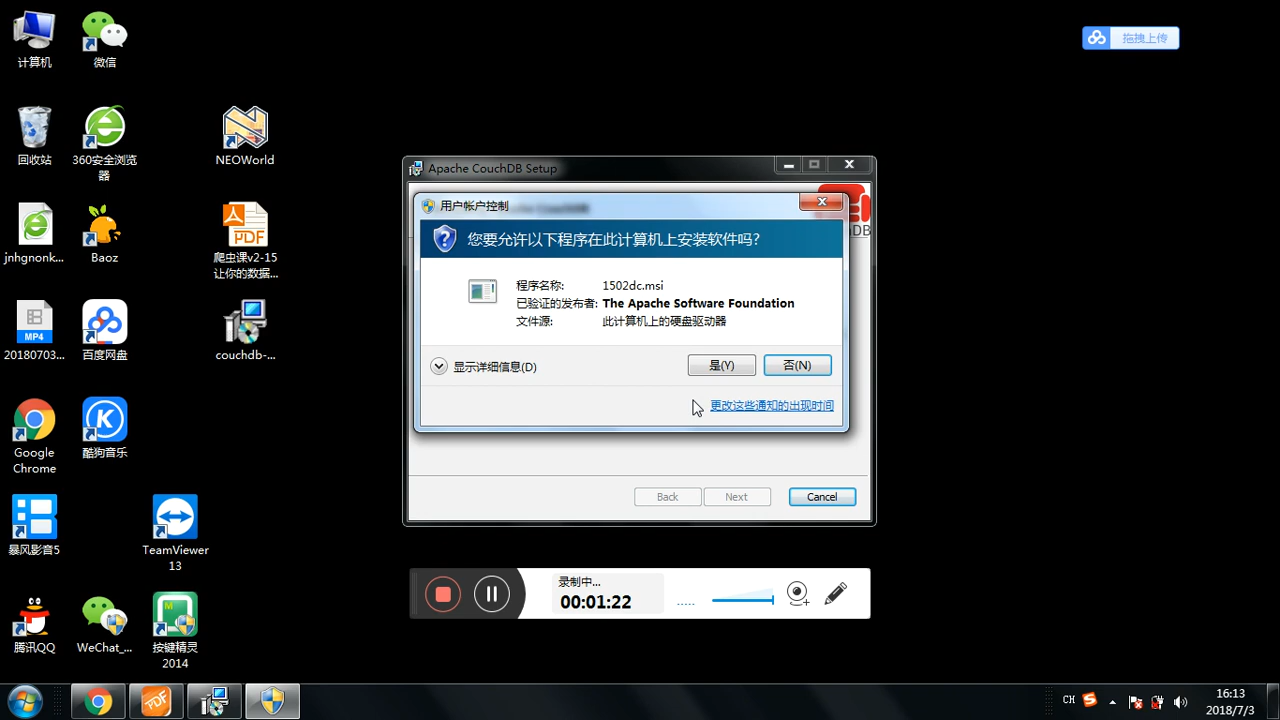 计算机
微信
拖拽上传
回收站
360安全浏览
器
NEOWorld
jnhgnonk...
Baoz
爬虫课v2-15
让你的数据...
PDF
MP4
20180703...
百度网盘
couchdb-...
Google
Chrome
酷狗音乐
暴风影音5
TeamViewer
13
腾讯QQ
WeChat_...
按键精灵
2014
Apache CouchDB Setup
用户帐户控制
DB
您要允许以下程序在此计算机上安装软件吗?
程序名称:
1502dc.msi
已验证的发布者:
The Apache Software Foundation
文件源:
此计算机上的硬盘驱动器
显示详细信息(D)
是(Y)
否(N)
更改这些通知的出现时间
Back
Next
Cancel
录制中...
00:01:22
PDF
CH
16:13
2018/7/3